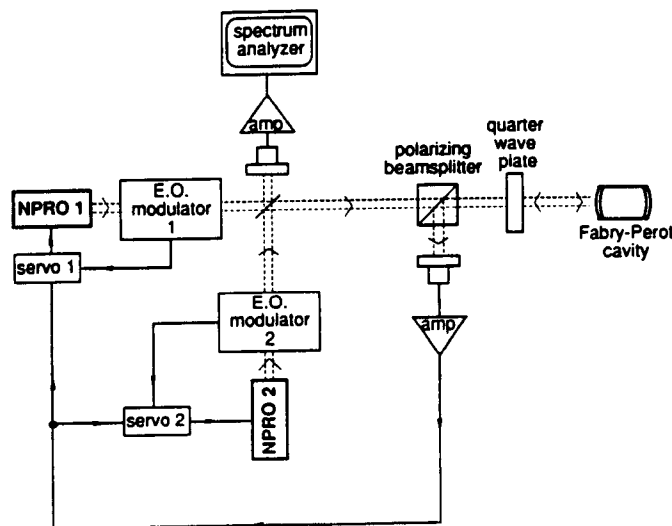 spectrum
analyzer
amp
quarter
wave
plate
polarizing
beamsplitter
E.O.
modulator
1
NPRO 1
Fabry-Perot
cavity
servo 1
E.O.
modulator
2
amp
servo 2
NPRO 2